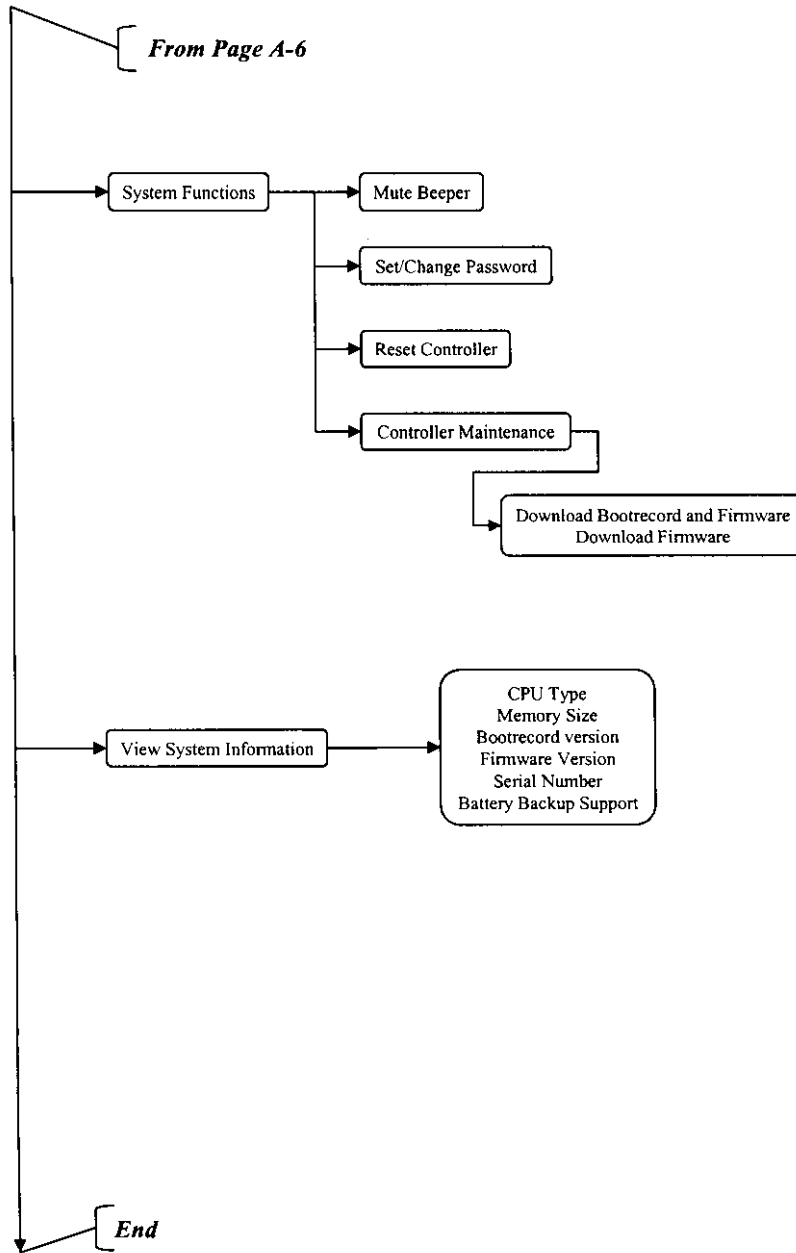 From Page A-6
System Functions
Mute Beeper
Set/Change Password
Reset Controller
Controller Maintenance
Download Bootrecord and Firmware
Download Firmware
View System Information
CPU Type
Memory Size
Bootrecord version
Firmware Version
Serial Number
Battery Backup Support
End